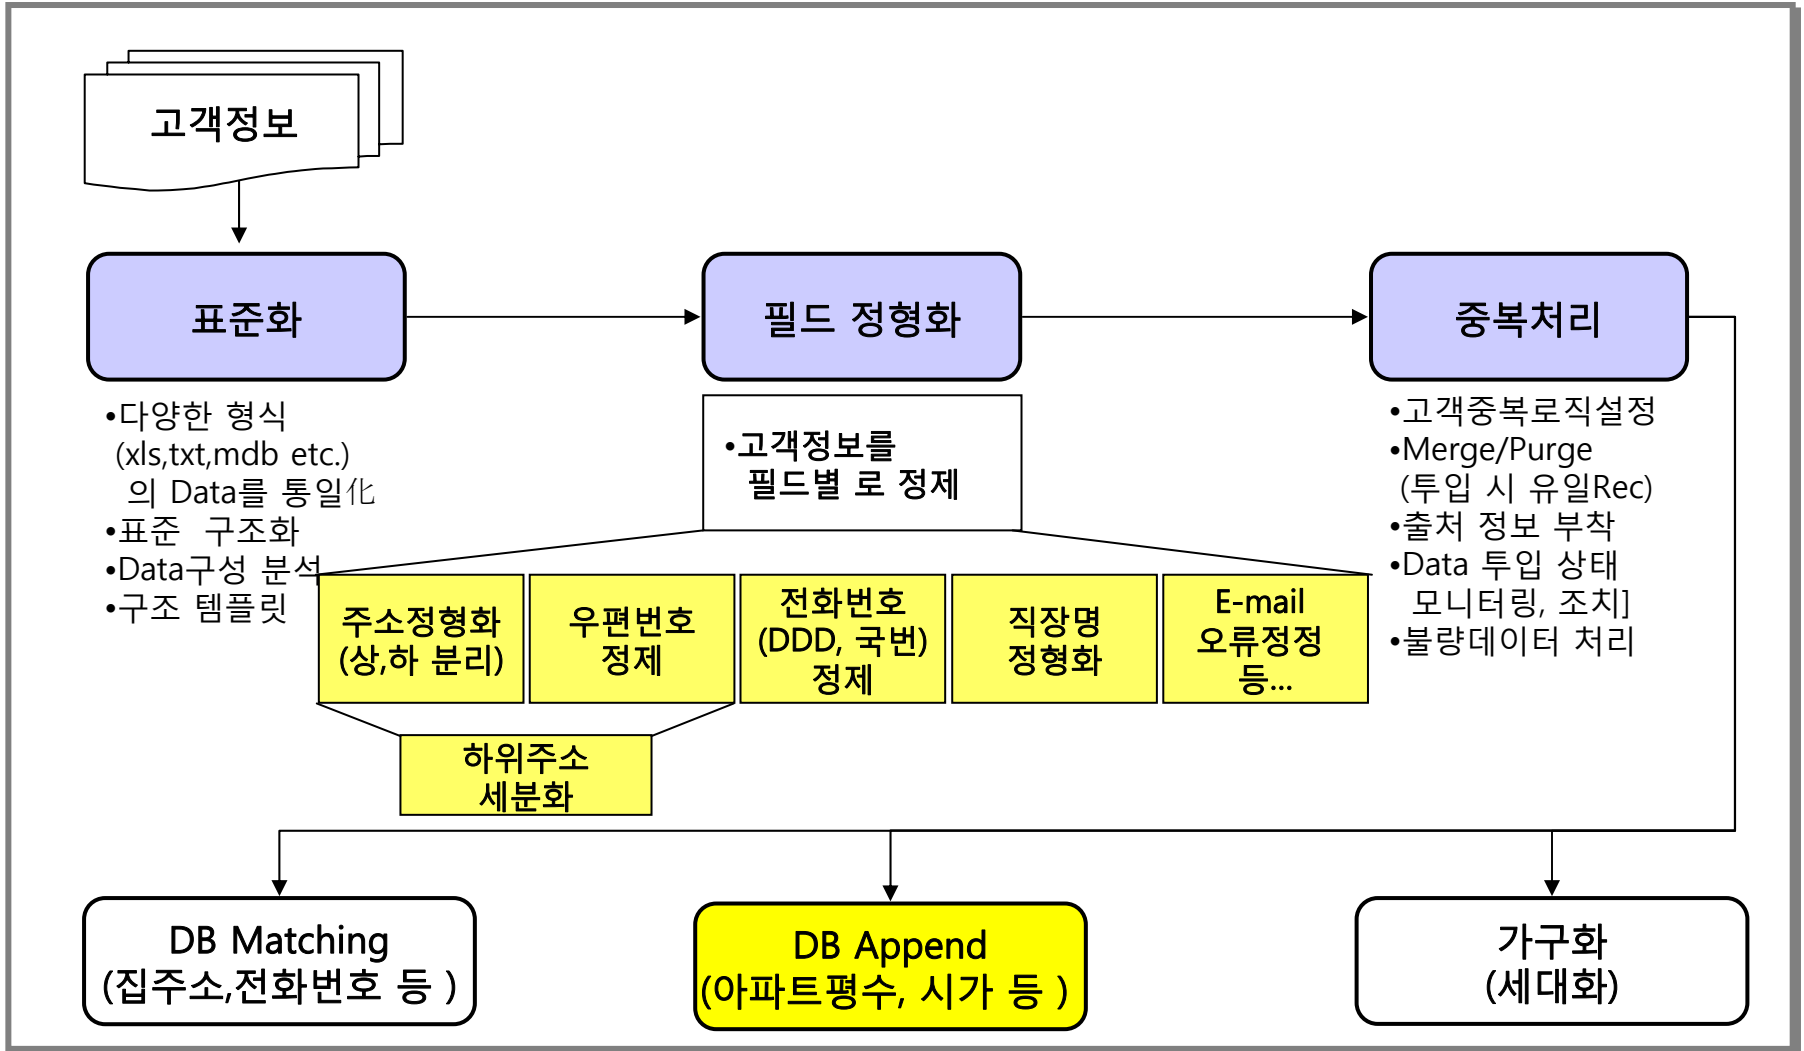 고객정보
표준화
필드 정형화
중복처리
•다양한 형식
(xls,txt,mdb etc.)
의 Data를 통일化
•표준 구조화
•Data구성 분석
•구조 템플릿
•고객정보를
필드별 로 정제
•고객중복로직설정
•Merge/Purge
(투입 시 유일Rec)
•출처 정보 부착
•Data 투입 상태
모니터링, 조치]
•불량데이터 처리
주소정형화
(상,하 분리)
우편번호
정제
전화번호
(DDD, 국번)
정제
직장명
정형화
E-mail
오류정정
등...
하위주소
세분화
DB Matching
(집주소,전화번호 등 )
DB Append
(아파트평수, 시가 등 )
가구화
(세대화)